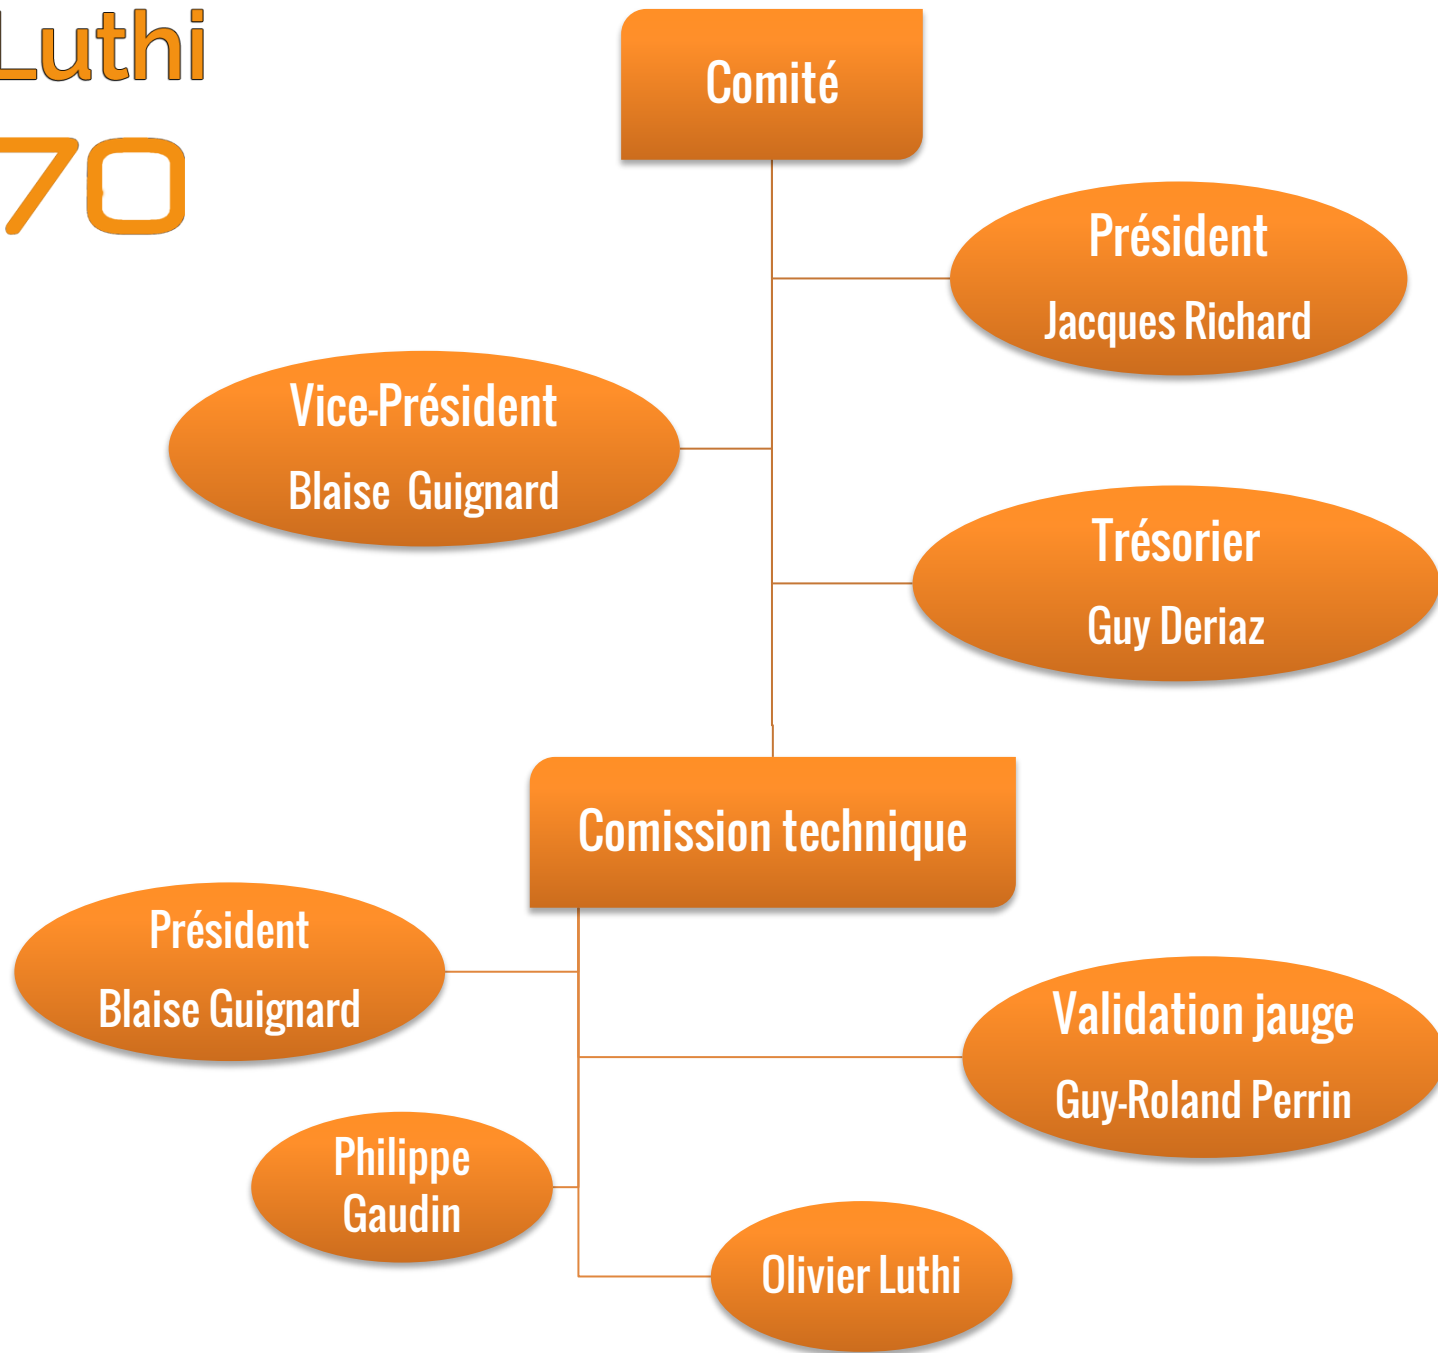 Luthi
70
Comité
Président
Jacques Richard
Vice-Président
Blaise Guignard
Trésorier
Guy Deriaz
Comission technique
Président
Blaise Guignard
Validation jauge
Guy-Roland Perrin
Philippe
Gaudin
Olivier Luthi